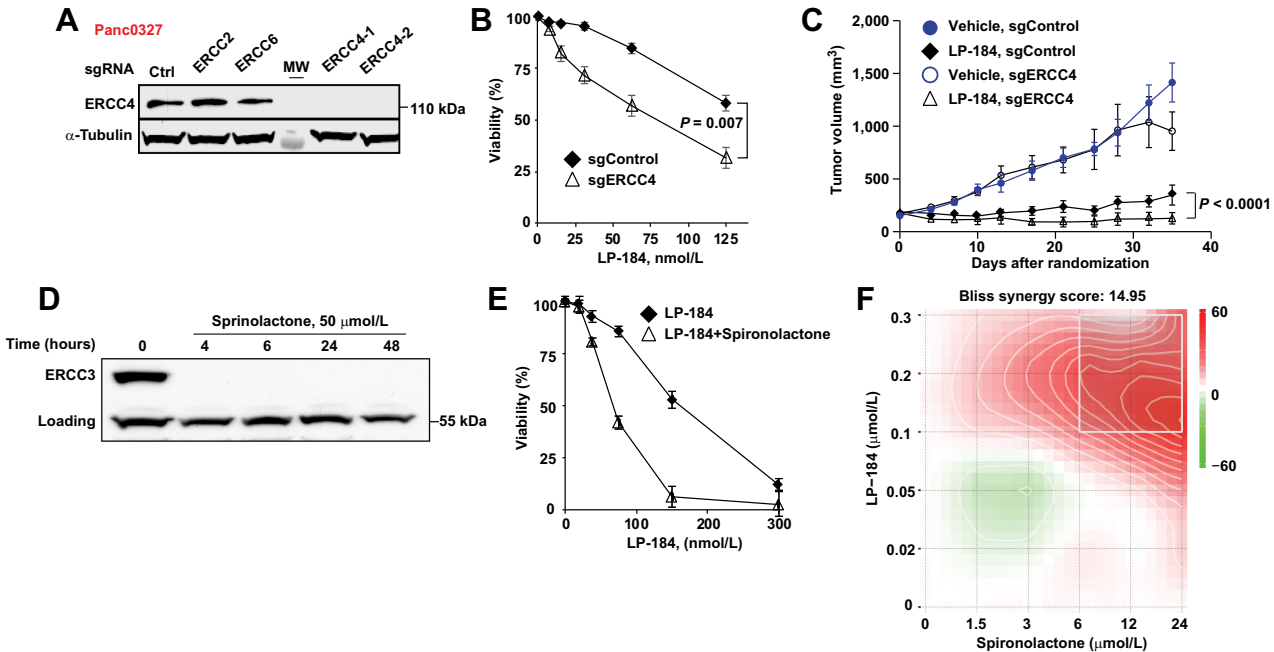 A
Panc0327
sgRNA
Ctrl
ERCC2
ERCC6
MW
ERCC4-1
ERCC4-2
ERCC4
110 kDa
α-Tubulin
B
Viability (%)
100
75
50
25
0
P = 0.007
sgControl
sgERCC4
0 25 50 75 100 125
LP-184, nmol/L
C
Tumor volume (mm3)
2,000
1,500
1,000
500
0
Vehicle, sgControl
LP-184, sgControl
Vehicle, sgERCC4
LP-184, sgERCC4
P < 0.0001
0 10 20 30 40
Days after randomization
D
Sprinolactone, 50 μmol/L
Time (hours) 0 4 6 24 48
ERCC3
Loading
55 kDa
E
Viability (%)
100
75
50
25
0
LP-184
LP-184+Spironolactone
0 100 200 300
LP-184, (nmol/L)
F
Bliss synergy score: 14.95
LP−184 (μmol/L)
0.3
0.2
0.1
0.05
0.02
0
60
0
−60
0 1.5 3 6 12 24
Spironolactone (μmol/L)